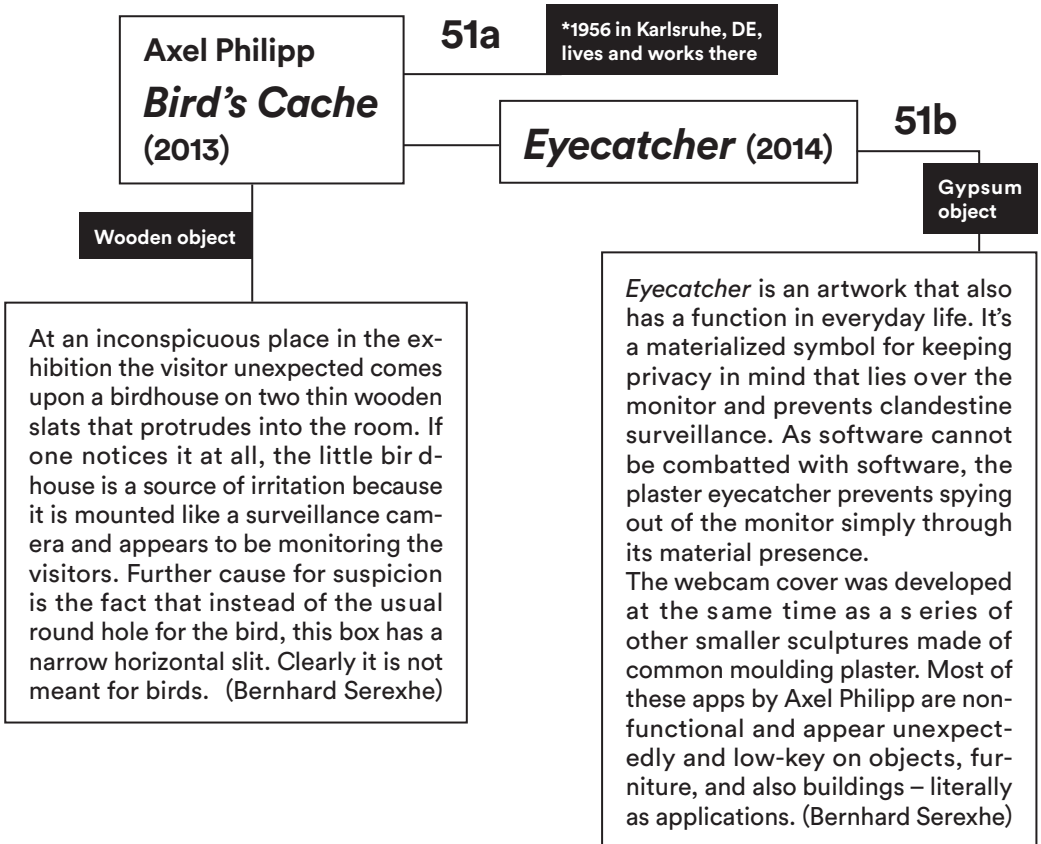 Axel Philipp
Bird's Cache
(2013)
51a
*1956 in Karlsruhe, DE,
lives and works there
Eyecatcher (2014)
51b
Wooden object
Gypsum
object
At an inconspicuous place in the ex-
hibition the visitor unexpected comes
upon a birdhouse on two thin wooden
slats that protrudes into the room. If
one notices it at all, the little bir d-
house is a source of irritation because
it is mounted like a surveillance cam-
era and appears to be monitoring the
visitors. Further cause for suspicion
is the fact that instead of the usual
round hole for the bird, this box has a
narrow horizontal slit. Clearly it is not
meant for birds. (Bernhard Serexhe)
Eyecatcher is an artwork that also
has a function in everyday life. It's
a materialized symbol for keeping
privacy in mind that lies over the
monitor and prevents clandestine
surveillance. As software cannot
be combatted with software, the
plaster eyecatcher prevents spying
out of the monitor simply through
its material presence.
The webcam cover was developed
at the same time as a s eries of
other smaller sculptures made of
common moulding plaster. Most of
these apps by Axel Philipp are non-
functional and appear unexpect-
edly and low-key on objects, fur-
niture, and also buildings – literally
as applications. (Bernhard Serexhe)